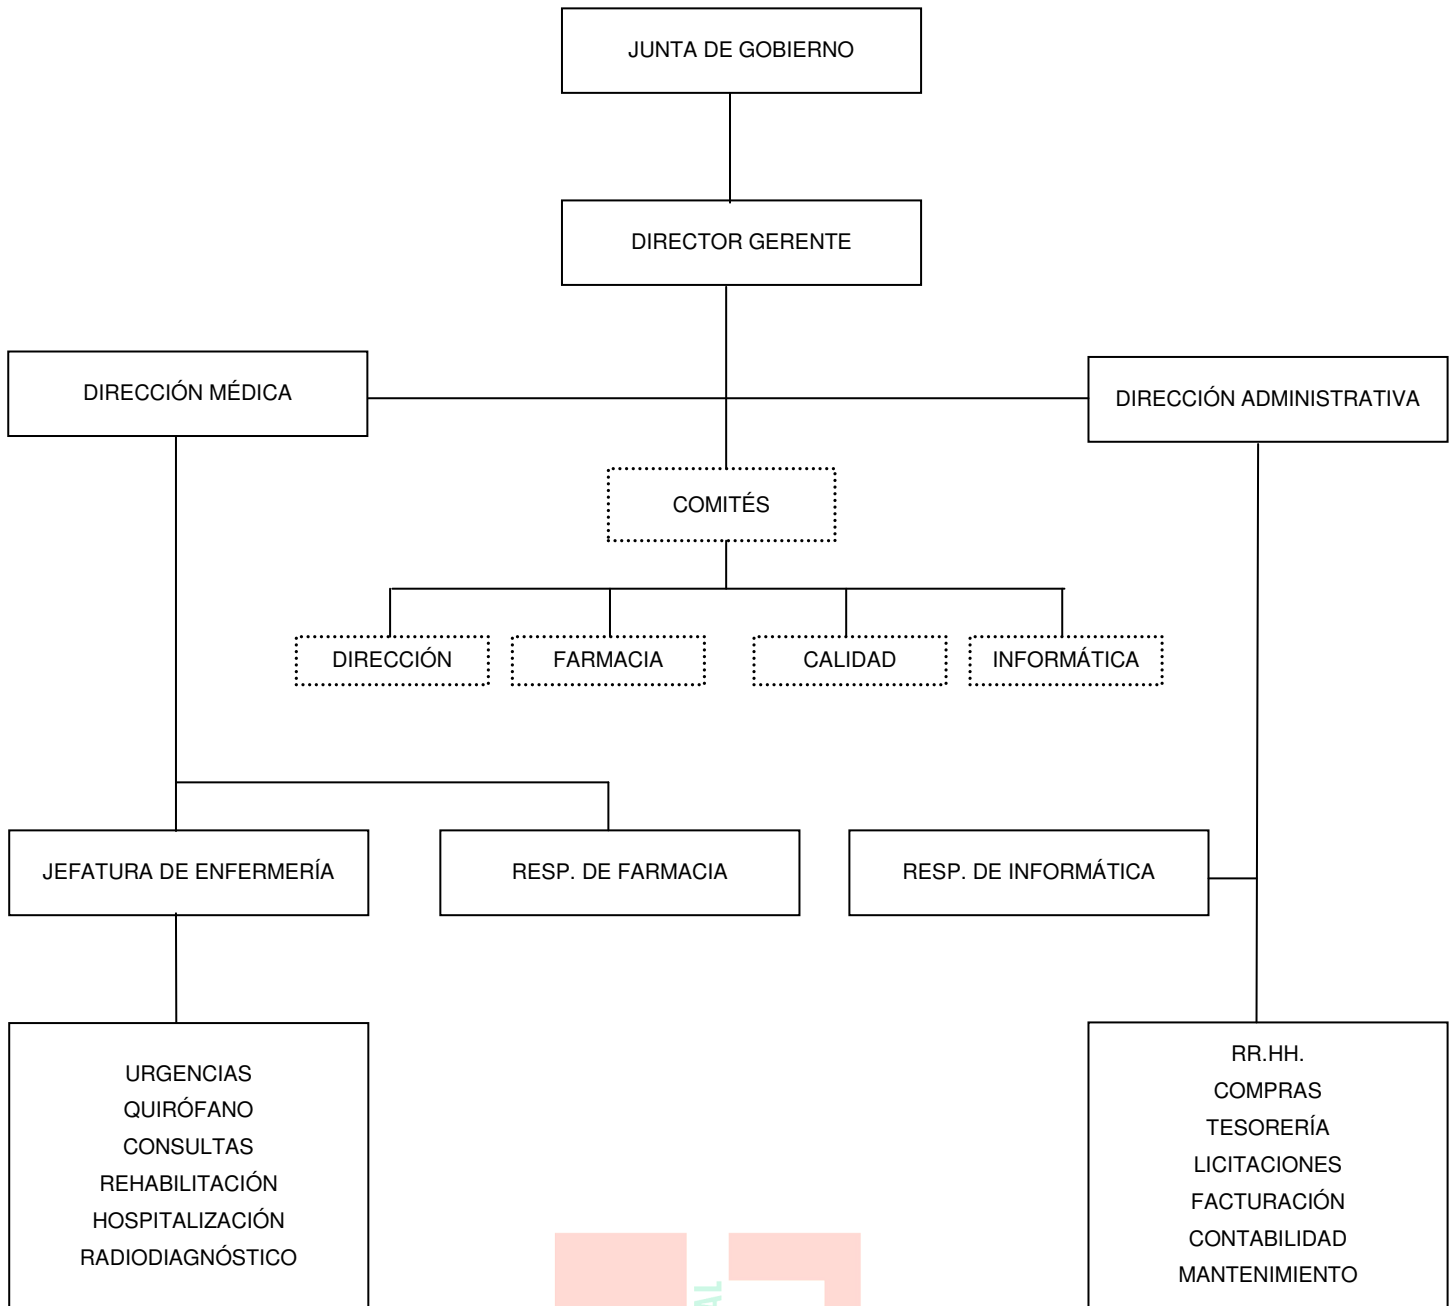 JUNTA DE GOBIERNO
DIRECTOR GERENTE
DIRECCIÓN MÉDICA
DIRECCIÓN ADMINISTRATIVA
COMITÉS
DIRECCIÓN
FARMACIA
CALIDAD
INFORMÁTICA
JEFATURA DE ENFERMERÍA
RESP. DE FARMACIA
RESP. DE INFORMÁTICA
URGENCIAS
QUIRÓFANO
CONSULTAS
REHABILITACIÓN
HOSPITALIZACIÓN
RADIODIAGNÓSTICO
RR.HH.
COMPRAS
TESORERÍA
LICITACIONES
FACTURACIÓN
CONTABILIDAD
MANTENIMIENTO